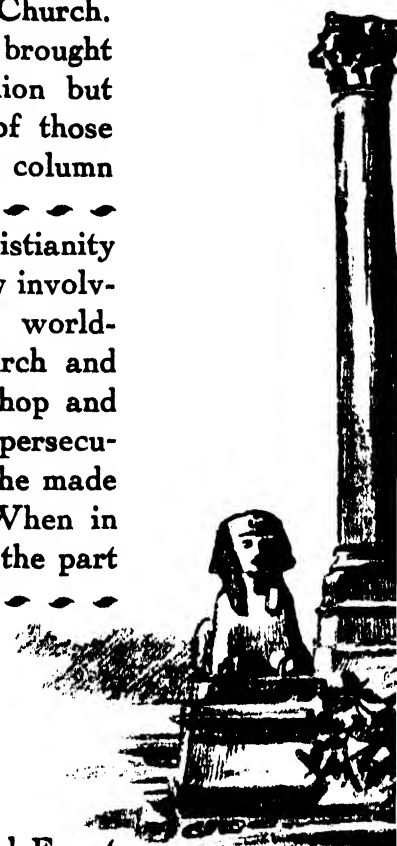 Church.
brought
ion but
of those
column
istianity
involv-
world-
rch and
hop and
persecu-
he made
When in
the part